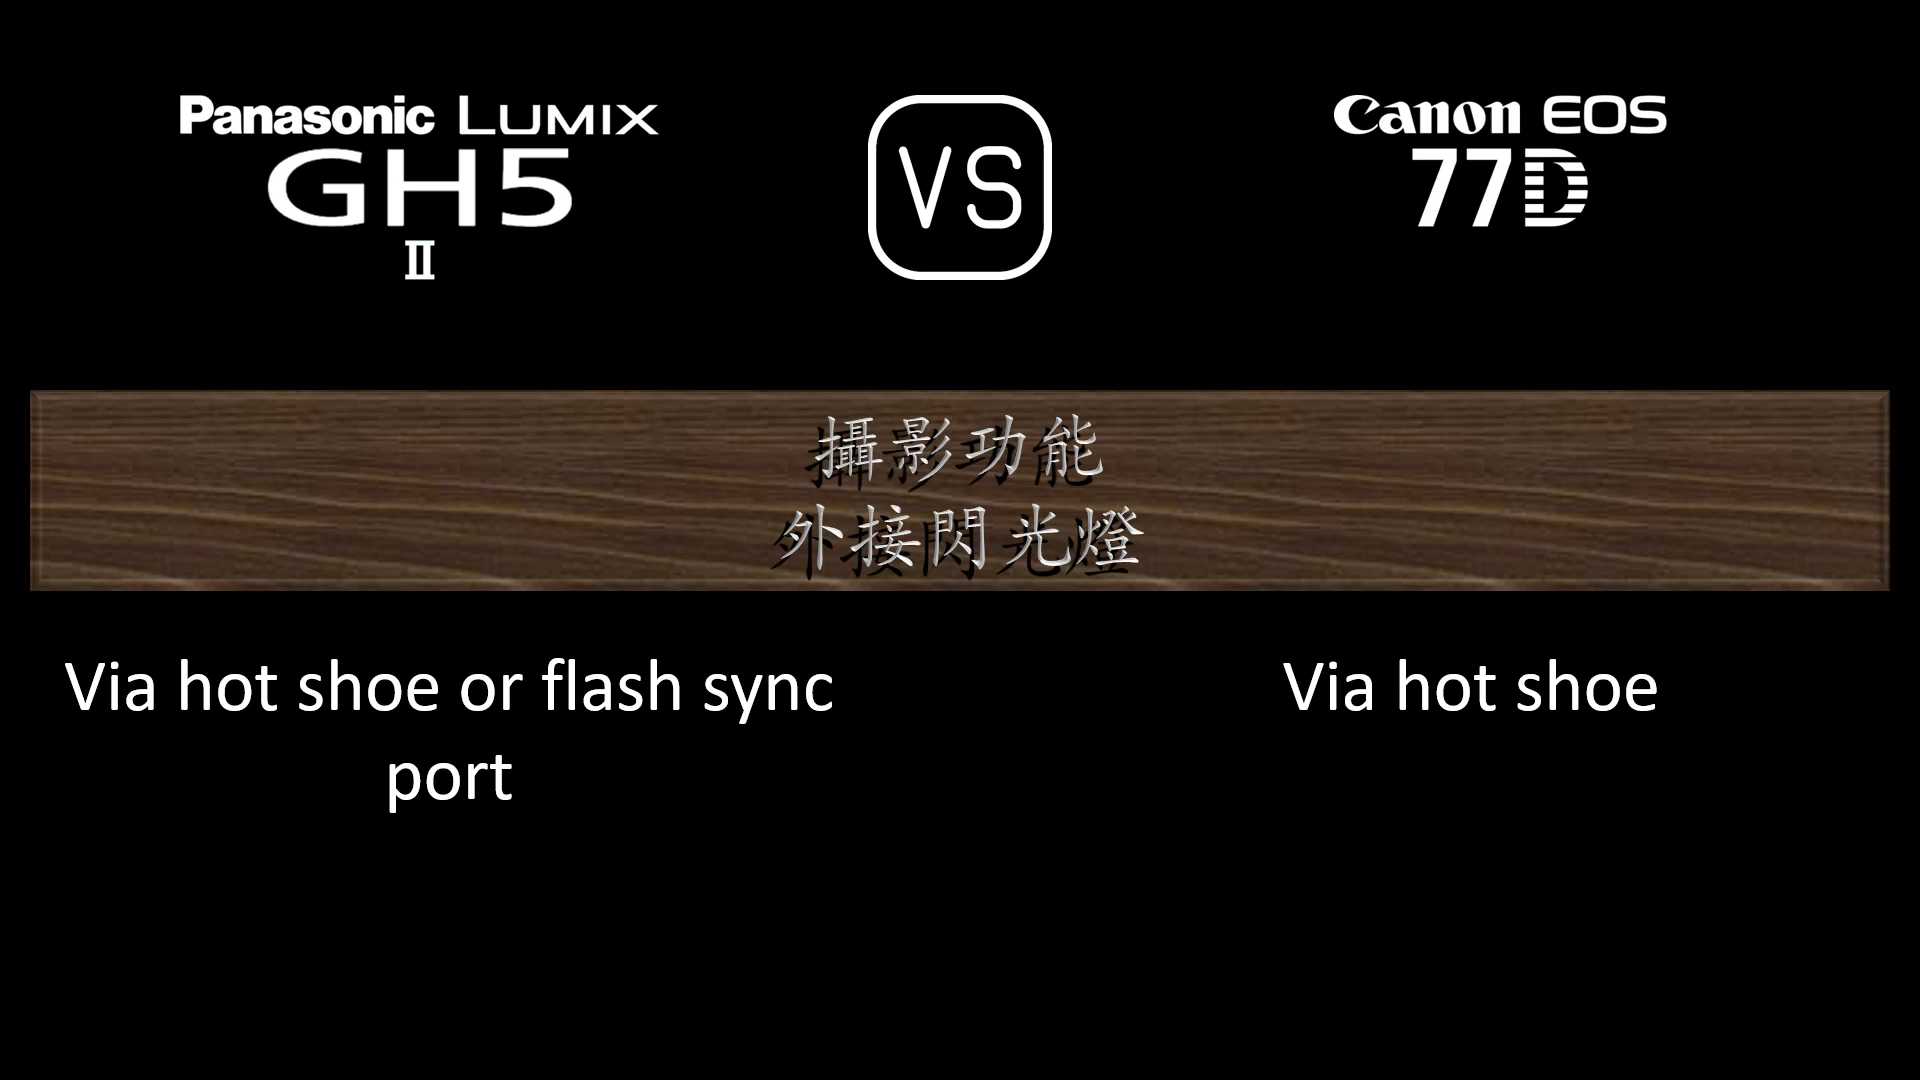 Panasonic LUMIX
GH5
II
VS
Canon EOS
77D
攝影功能
外接閃光燈
Via hot shoe or flash sync
port
Via hot shoe